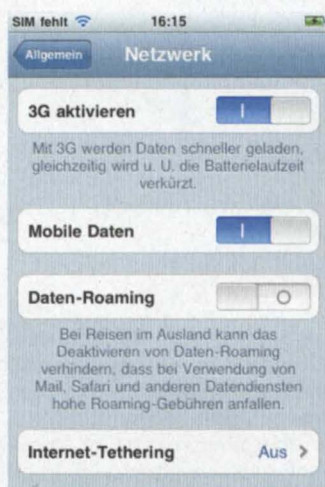 SIM fehlt 16:15
Allgemein Netzwerk
3G aktivieren
Mit 3G werden Daten schneller geladen,
gleichzeitig wird u. U. die Batterielaufzeit
verkürzt.
Mobile Daten
Daten-Roaming
Bei Reisen im Ausland kann das
Deaktivieren von Daten-Roaming
verhindern, dass bei Verwendung von
Mail, Safari und anderen Datendiensten
hohe Roaming-Gebühren anfallen.
Internet-Tethering Aus >